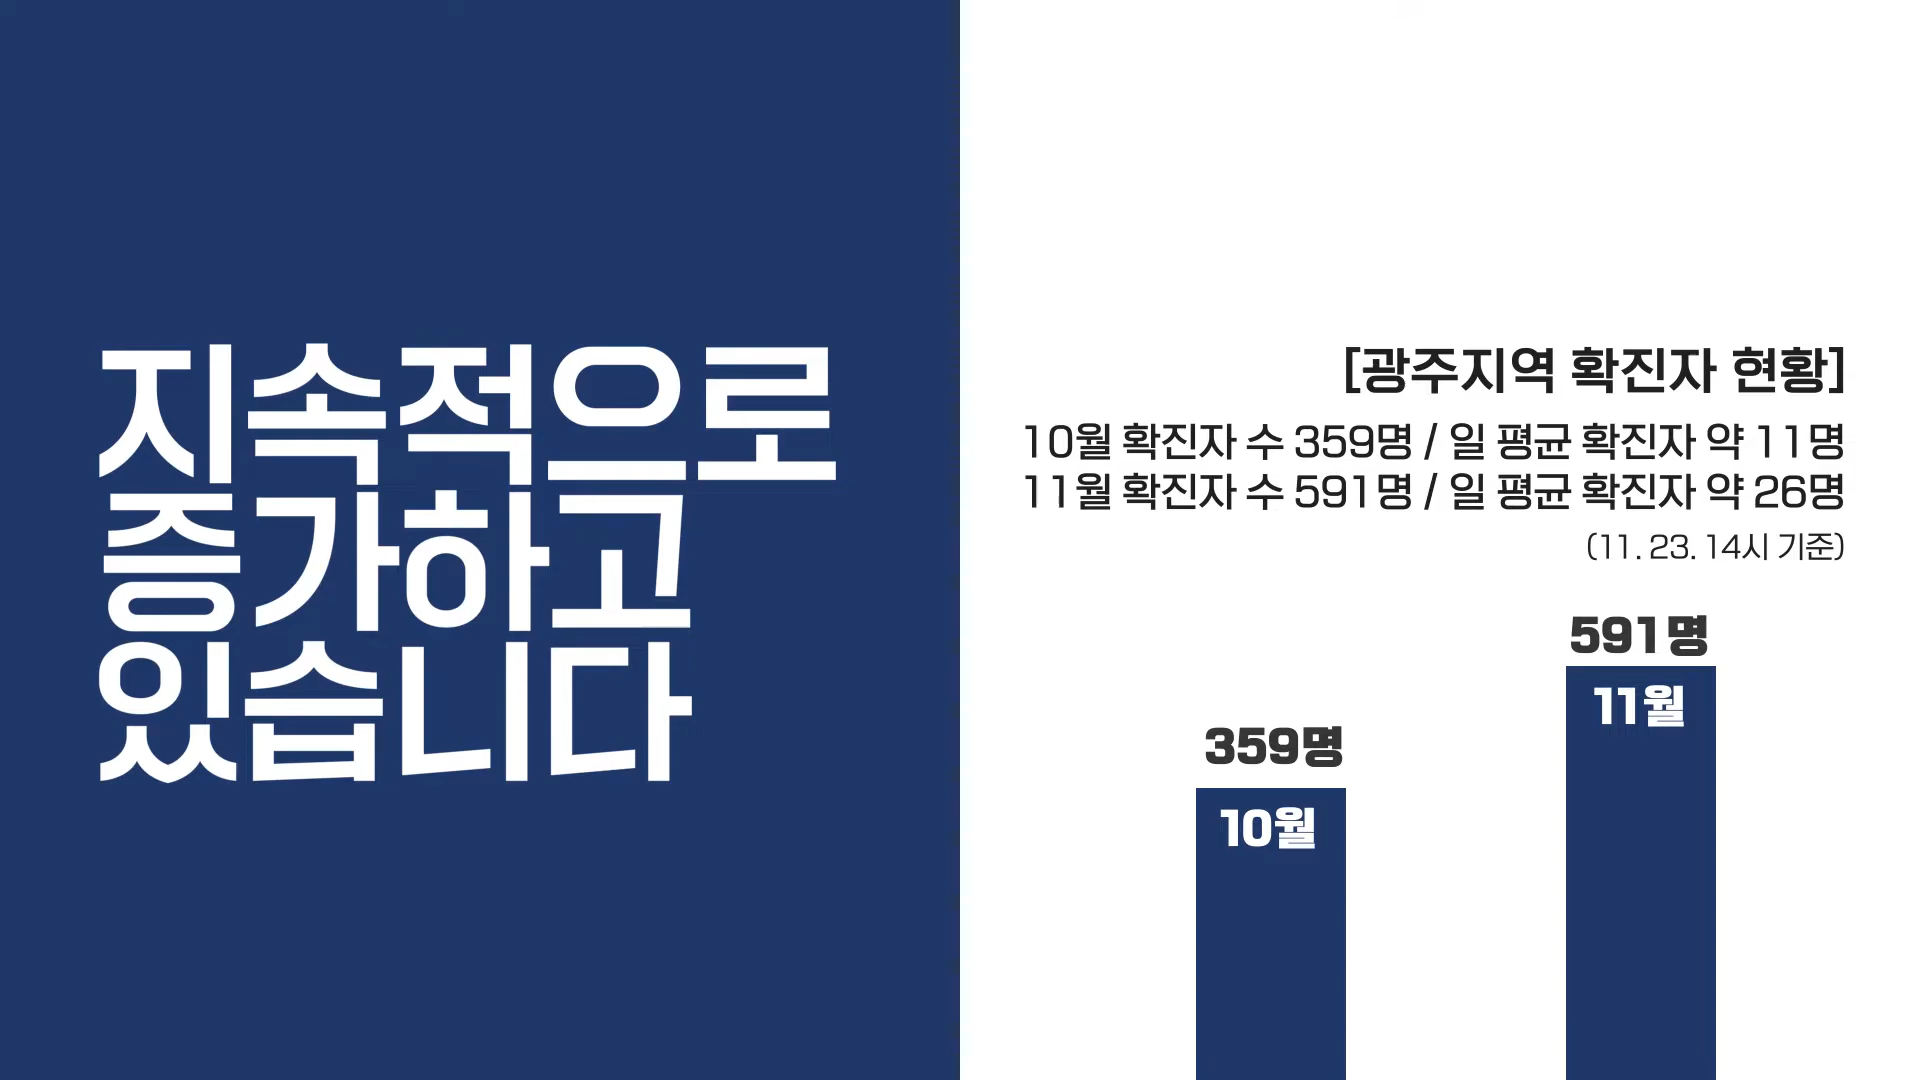 지속적으로
증가하고
있습니다
[광주지역 확진자 현황]
10월 확진자 수 359명 / 일 평균 확진자 약 11명
11월 확진자 수 591명 / 일 평균 확진자 약 26명
(11. 23. 14시 기준)
591명
11월
359명
10월